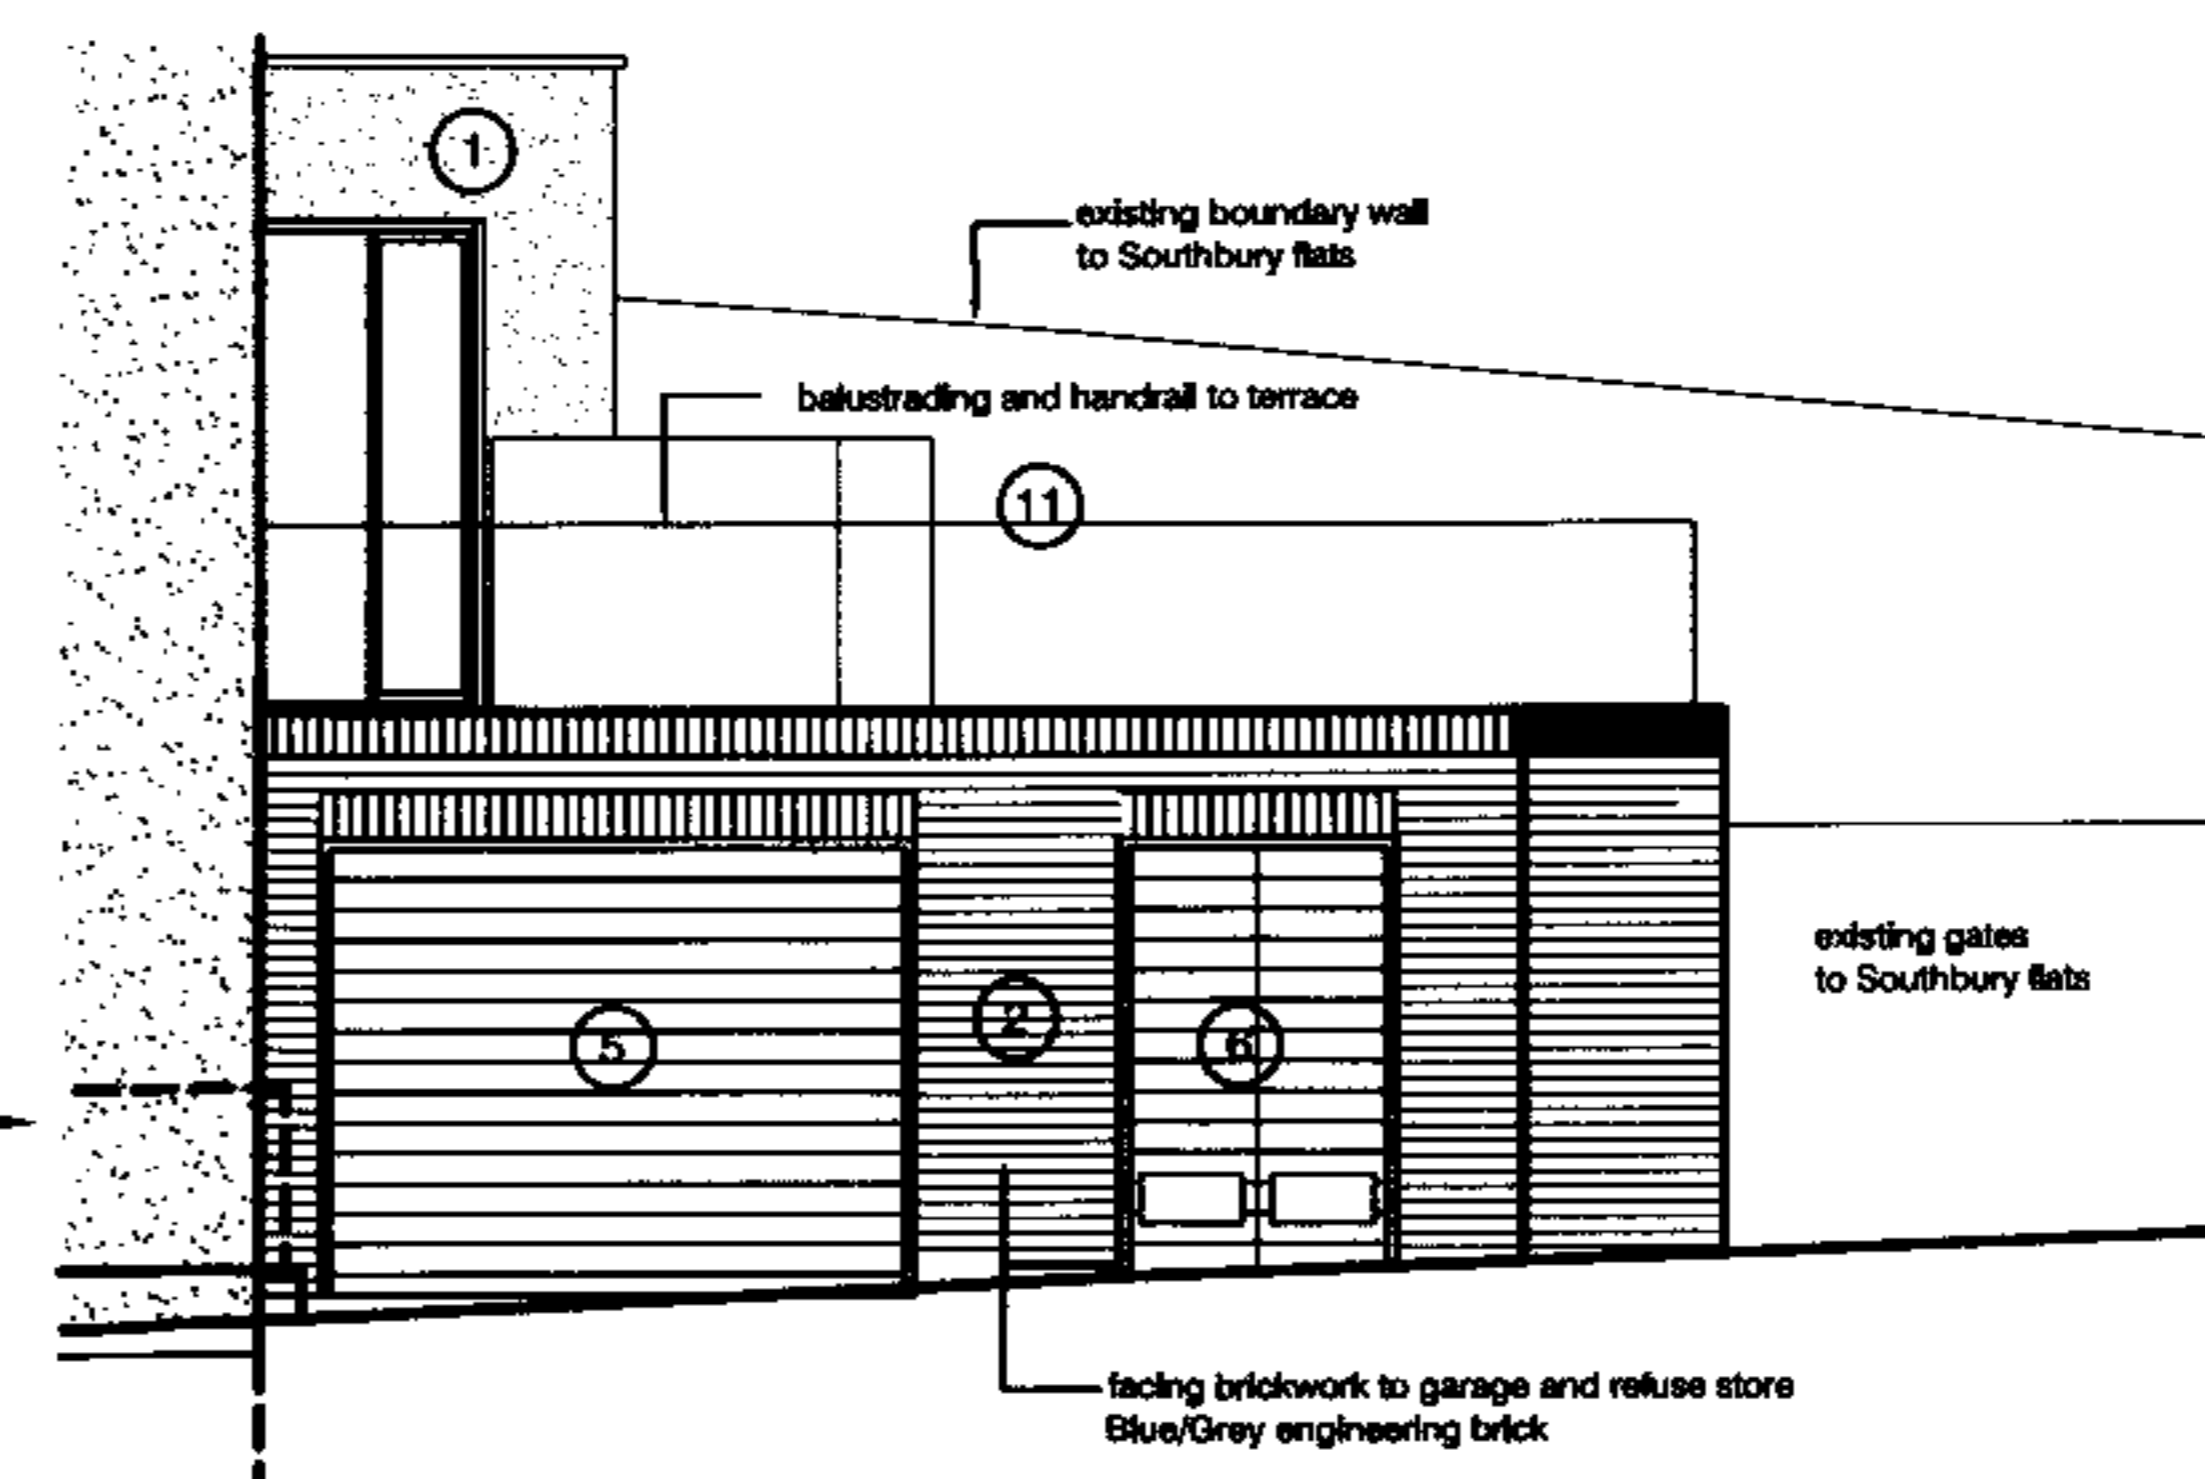 1
existing boundary wall
to Southbury flats
balustrading and handrail to terrace
11
existing gates
to Southbury flats
5
2
6
facing brickwork to garage and refuse store
Blue/Grey engineering brick